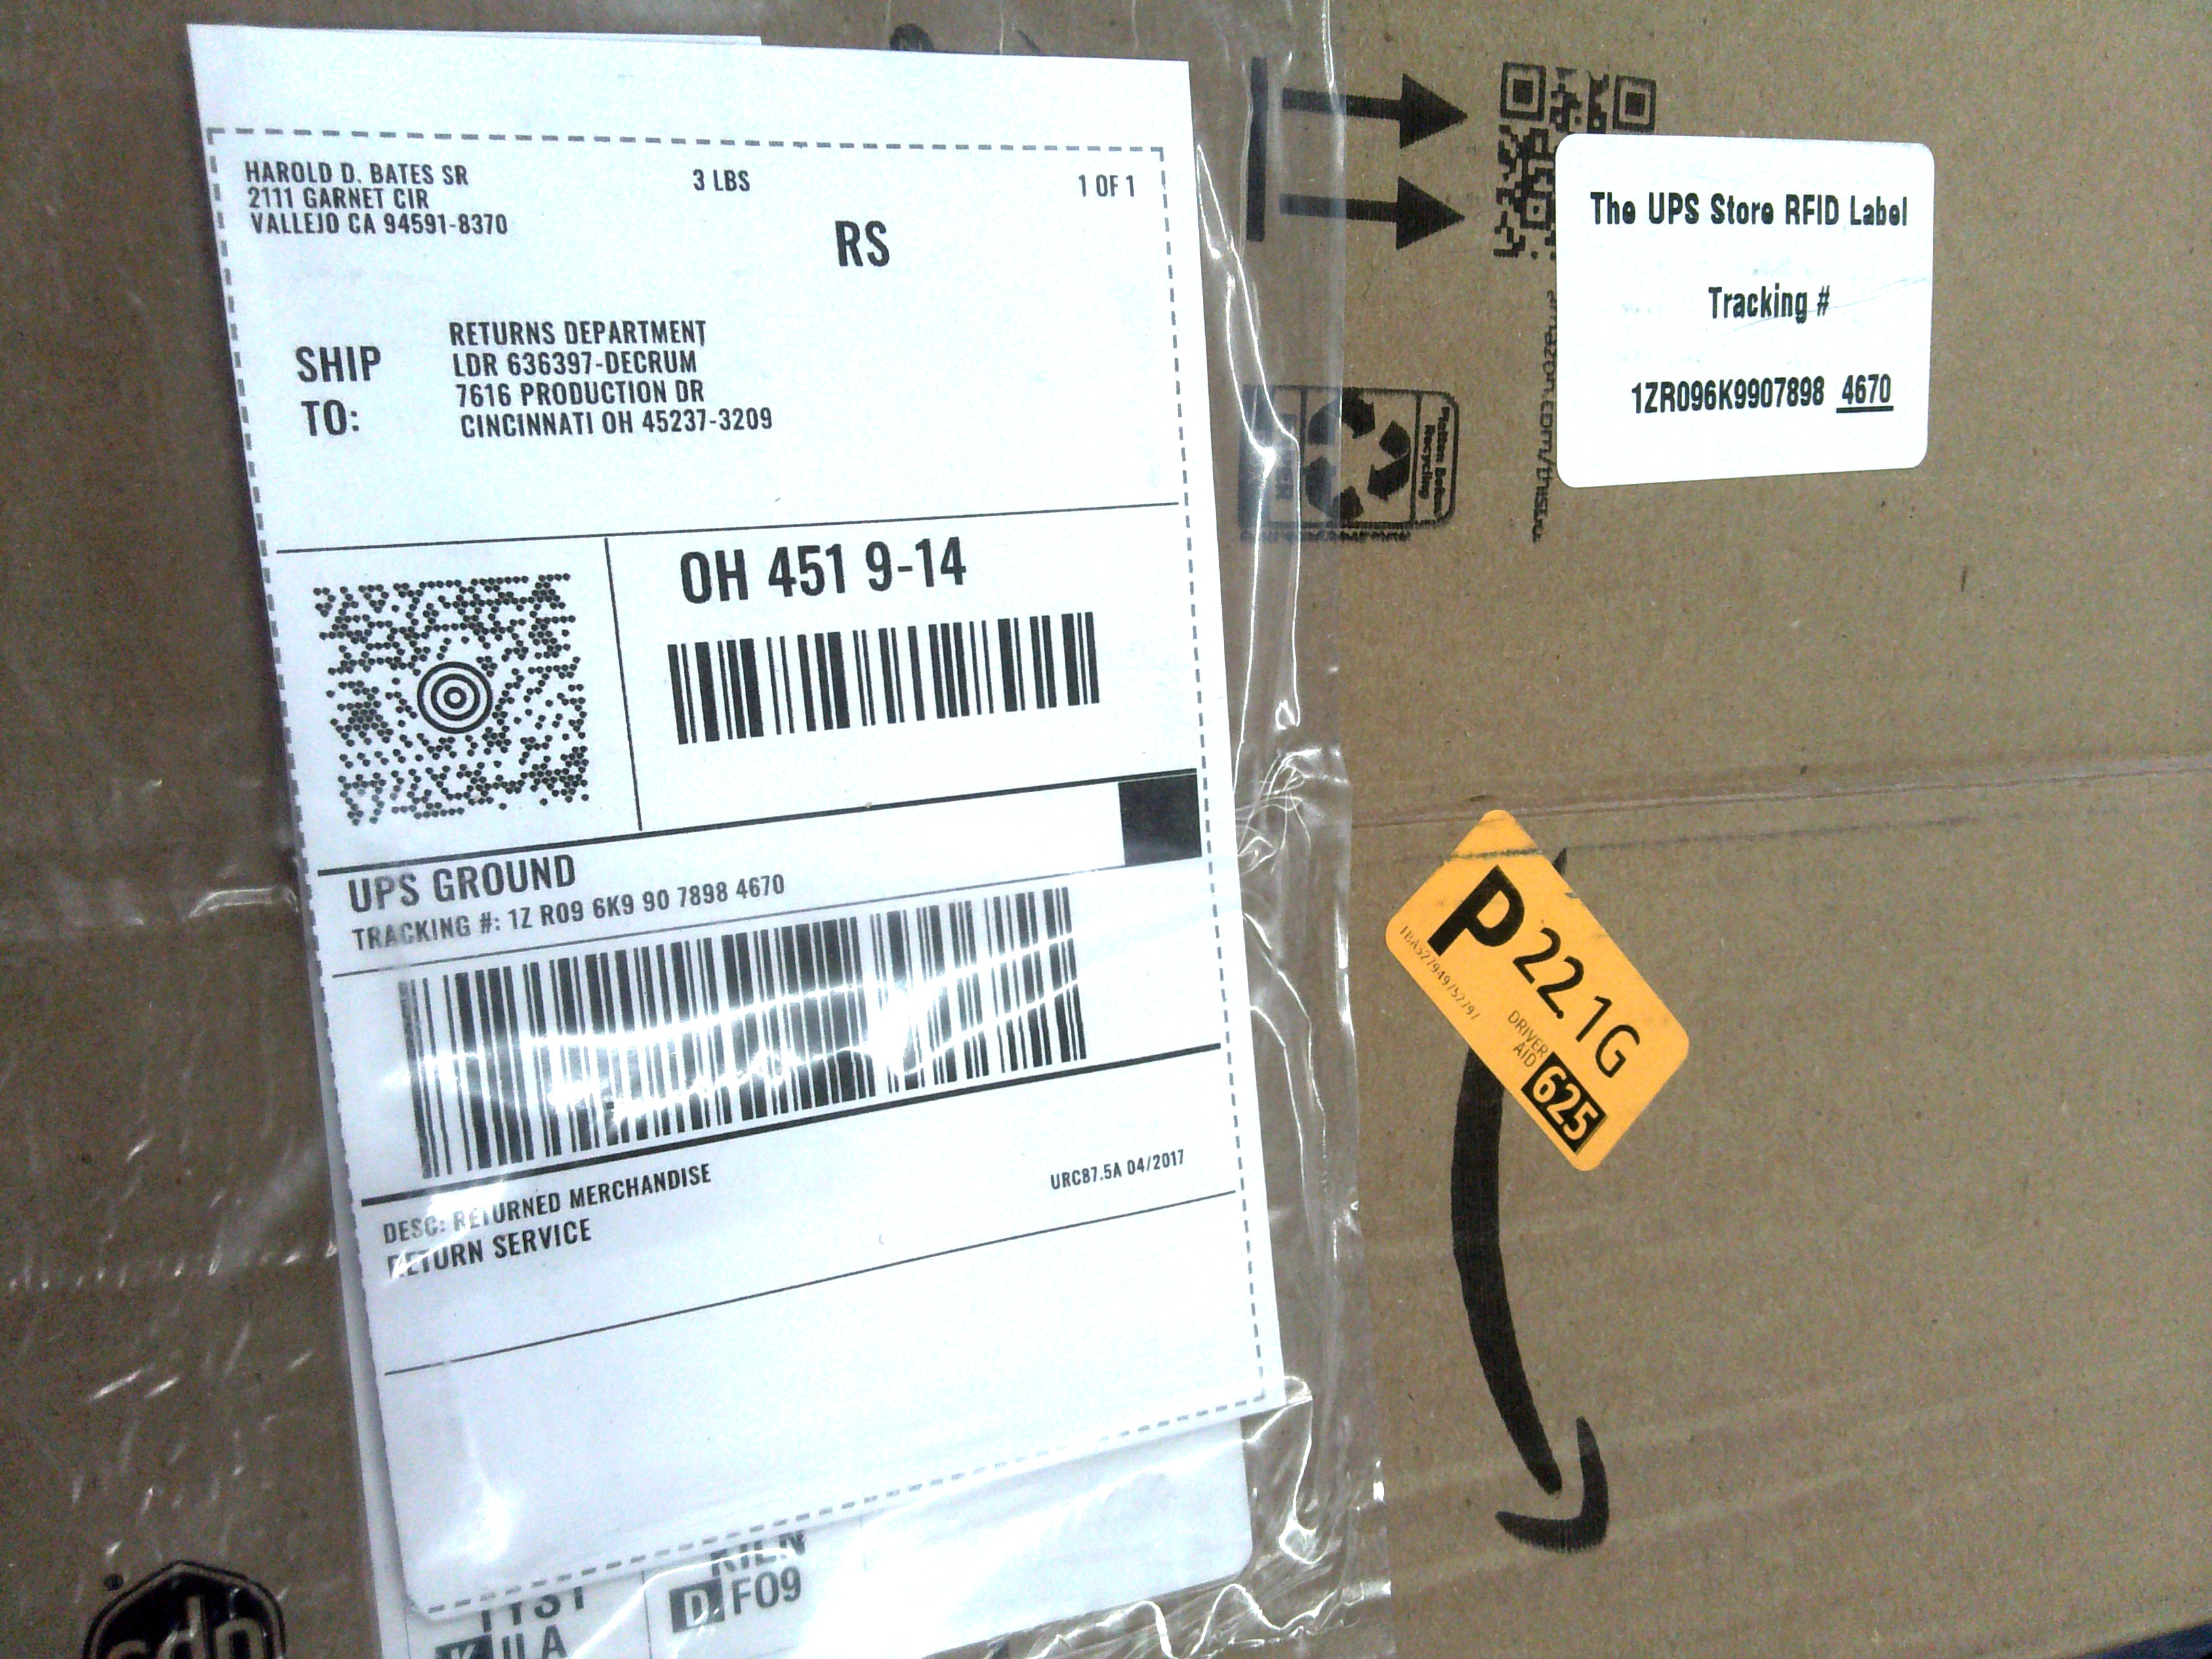 HAROLD D. BATES SR
2111 GARNET CIR
VALLEJO CA 94591-8370
3 LBS
1 OF 1
RS
SHIP
TO:
RETURNS DEPARTMENT
LDR 636397-DECRUM
7616 PRODUCTION DR
CINCINNATI OH 45237-3209
OH 451 9-14
UPS GROUND
TRACKING #: 1Z R09 6K9 90 7898 4670
DESC: RETURNED MERCHANDISE
RETURN SERVICE
URC87.5A 04/2017
D. F09
The UPS Store RFID Label
Tracking #
1ZR096K9907898 4670
P 221G
DRIVER
AID
625